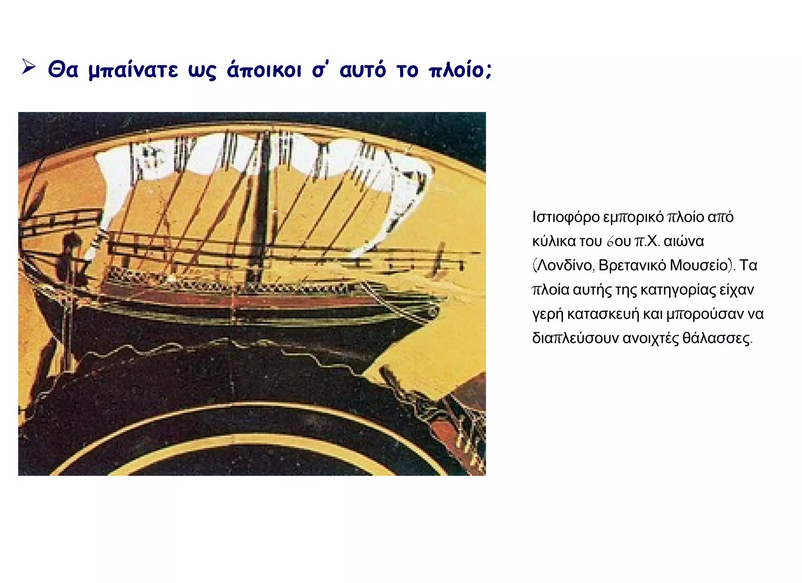 ➢ Θα μπαίνατε ως άποικοι σ' αυτό το πλοίο;
Ιστιοφόρο εμπορικό πλοίο από
κύλικα του 6ου π.Χ. αιώνα
(Λονδίνο, Βρετανικό Μουσείο). Τα
πλοία αυτής της κατηγορίας είχαν
γερή κατασκευή και μπορούσαν να
διαπλεύσουν ανοιχτές θάλασσες.